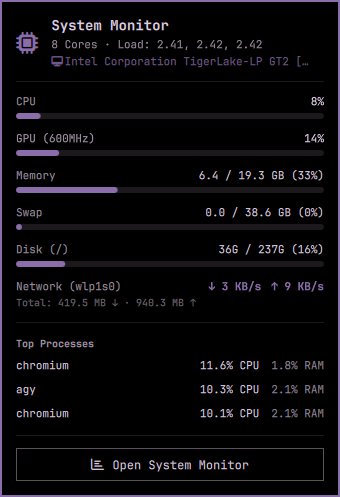 System Monitor
8 Cores · Load: 2.41, 2.42, 2.42
Intel Corporation TigerLake-LP GT2 […
CPU 8%
GPU (600MHz) 14%
Memory 6.4 / 19.3 GB (33%)
Swap 0.0 / 38.6 GB (0%)
Disk (/) 36G / 237G (16%)
Network (wlp1s0) ↓ 3 KB/s ↑ 9 KB/s
Total: 419.5 MB ↓ · 940.3 MB ↑
Top Processes
chromium 11.6% CPU 1.8% RAM
agy 10.3% CPU 2.1% RAM
chromium 10.1% CPU 2.1% RAM
Open System Monitor